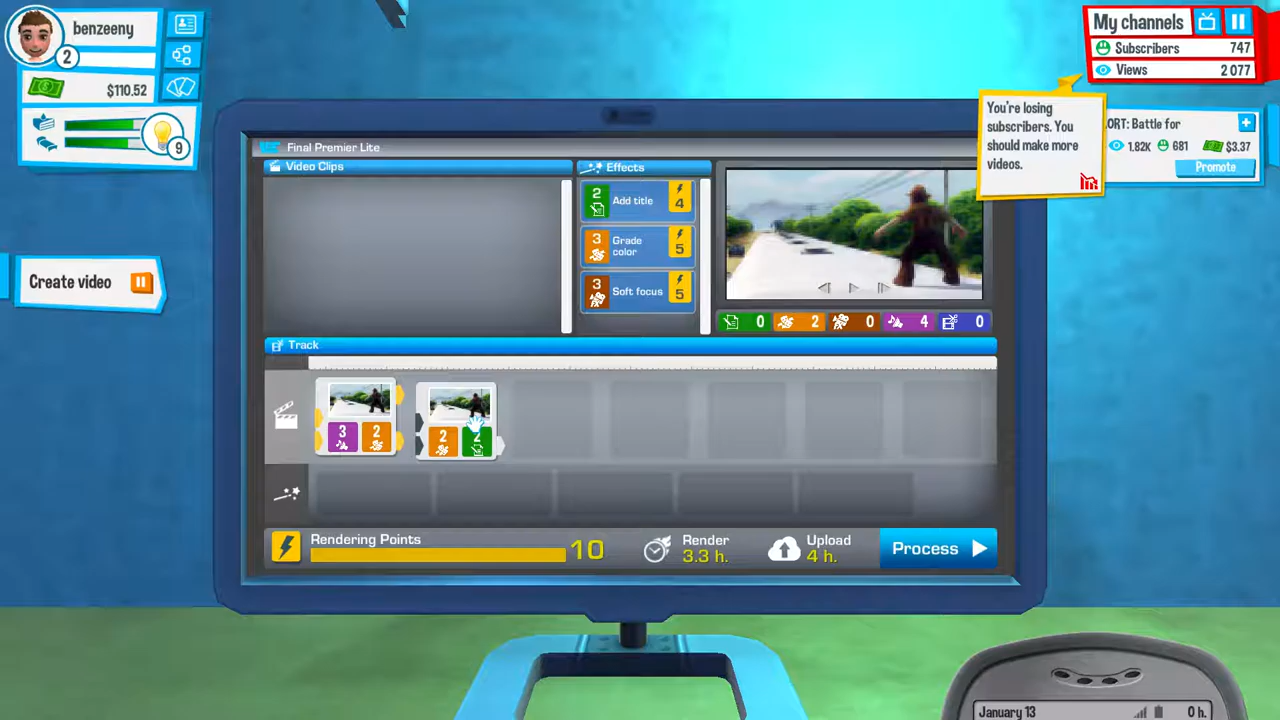 benzeeny
2
$110.52
9
Create video
My channels
Subscribers 747
Views 2 077
You're losing
subscribers. You
should make more
videos.
ORT: Battle for
1.82K 681 $3.37
Promote
Final Premier Lite
Video Clips
Effects
2 Add title 4
3 Grade color 5
3 Soft focus 5
0 2 0 4 0
Track
3 2
2 2
Rendering Points 10
Render
3.3 h.
Upload
4 h.
Process
January 13 0 h.